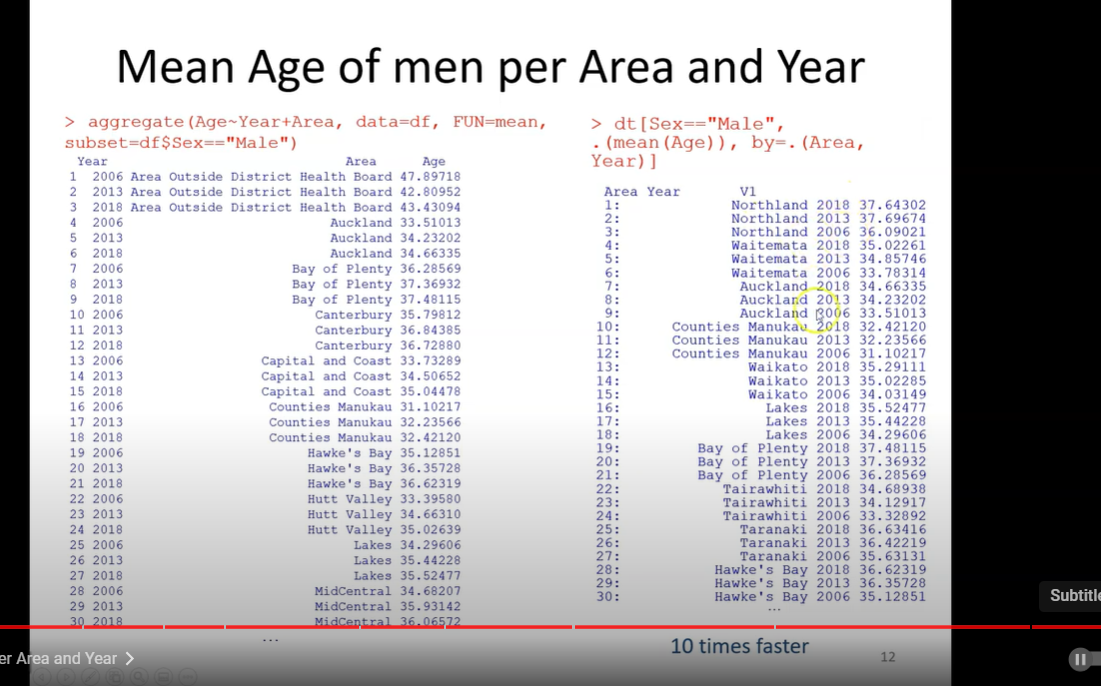 Mean Age of men per Area and Year
> aggregate(Age~Year+Area, data=df, FUN=mean,
subset=df$Sex=="Male")
Year Area Age
1 2006 Area Outside District Health Board 47.89718
2 2013 Area Outside District Health Board 42.80952
3 2018 Area Outside District Health Board 43.43094
4 2006 Auckland 33.51013
5 2013 Auckland 34.23202
6 2018 Auckland 34.66335
7 2006 Bay of Plenty 36.28569
8 2013 Bay of Plenty 37.36932
9 2018 Bay of Plenty 37.48115
10 2006 Canterbury 35.79812
11 2013 Canterbury 36.84385
12 2018 Canterbury 36.72880
13 2006 Capital and Coast 33.73289
14 2013 Capital and Coast 34.50652
15 2018 Capital and Coast 35.04478
16 2006 Counties Manukau 31.10217
17 2013 Counties Manukau 32.23566
18 2018 Counties Manukau 32.42120
19 2006 Hawke's Bay 35.12851
20 2013 Hawke's Bay 36.35728
21 2018 Hawke's Bay 36.62319
22 2006 Hutt Valley 33.39580
23 2013 Hutt Valley 34.66310
24 2018 Hutt Valley 35.02639
25 2006 Lakes 34.29606
26 2013 Lakes 35.44228
27 2018 Lakes 35.52477
28 2006 MidCentral 34.68207
29 2013 MidCentral 35.93142
30 2018 MidCentral 36.06572
...
> dt[Sex=="Male",
.(mean(Age)), by=.(Area,
Year)]
Area Year V1
1: Northland 2018 37.64302
2: Northland 2013 37.69674
3: Northland 2006 36.09021
4: Waitemata 2018 35.02261
5: Waitemata 2013 34.85746
6: Waitemata 2006 33.78314
7: Auckland 2018 34.66335
8: Auckland 2013 34.23202
9: Auckland 2006 33.51013
10: Counties Manukau 2018 32.42120
11: Counties Manukau 2013 32.23566
12: Counties Manukau 2006 31.10217
13: Waikato 2018 35.29111
14: Waikato 2013 35.02285
15: Waikato 2006 34.03149
16: Lakes 2018 35.52477
17: Lakes 2013 35.44228
18: Lakes 2006 34.29606
19: Bay of Plenty 2018 37.48115
20: Bay of Plenty 2013 37.36932
21: Bay of Plenty 2006 36.28569
22: Tairawhiti 2018 34.68938
23: Tairawhiti 2013 34.12917
24: Tairawhiti 2006 33.32892
25: Taranaki 2018 36.63416
26: Taranaki 2013 36.42219
27: Taranaki 2006 35.63131
28: Hawke's Bay 2018 36.62319
29: Hawke's Bay 2013 36.35728
30: Hawke's Bay 2006 35.12851
...
10 times faster
12
Subtitle
er Area and Year